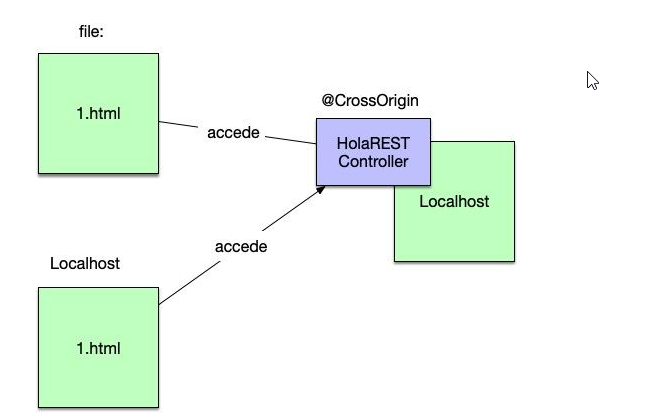 file:
1.html
accede
@CrossOrigin
HolaREST
Controller
Localhost
accede
Localhost
1.html